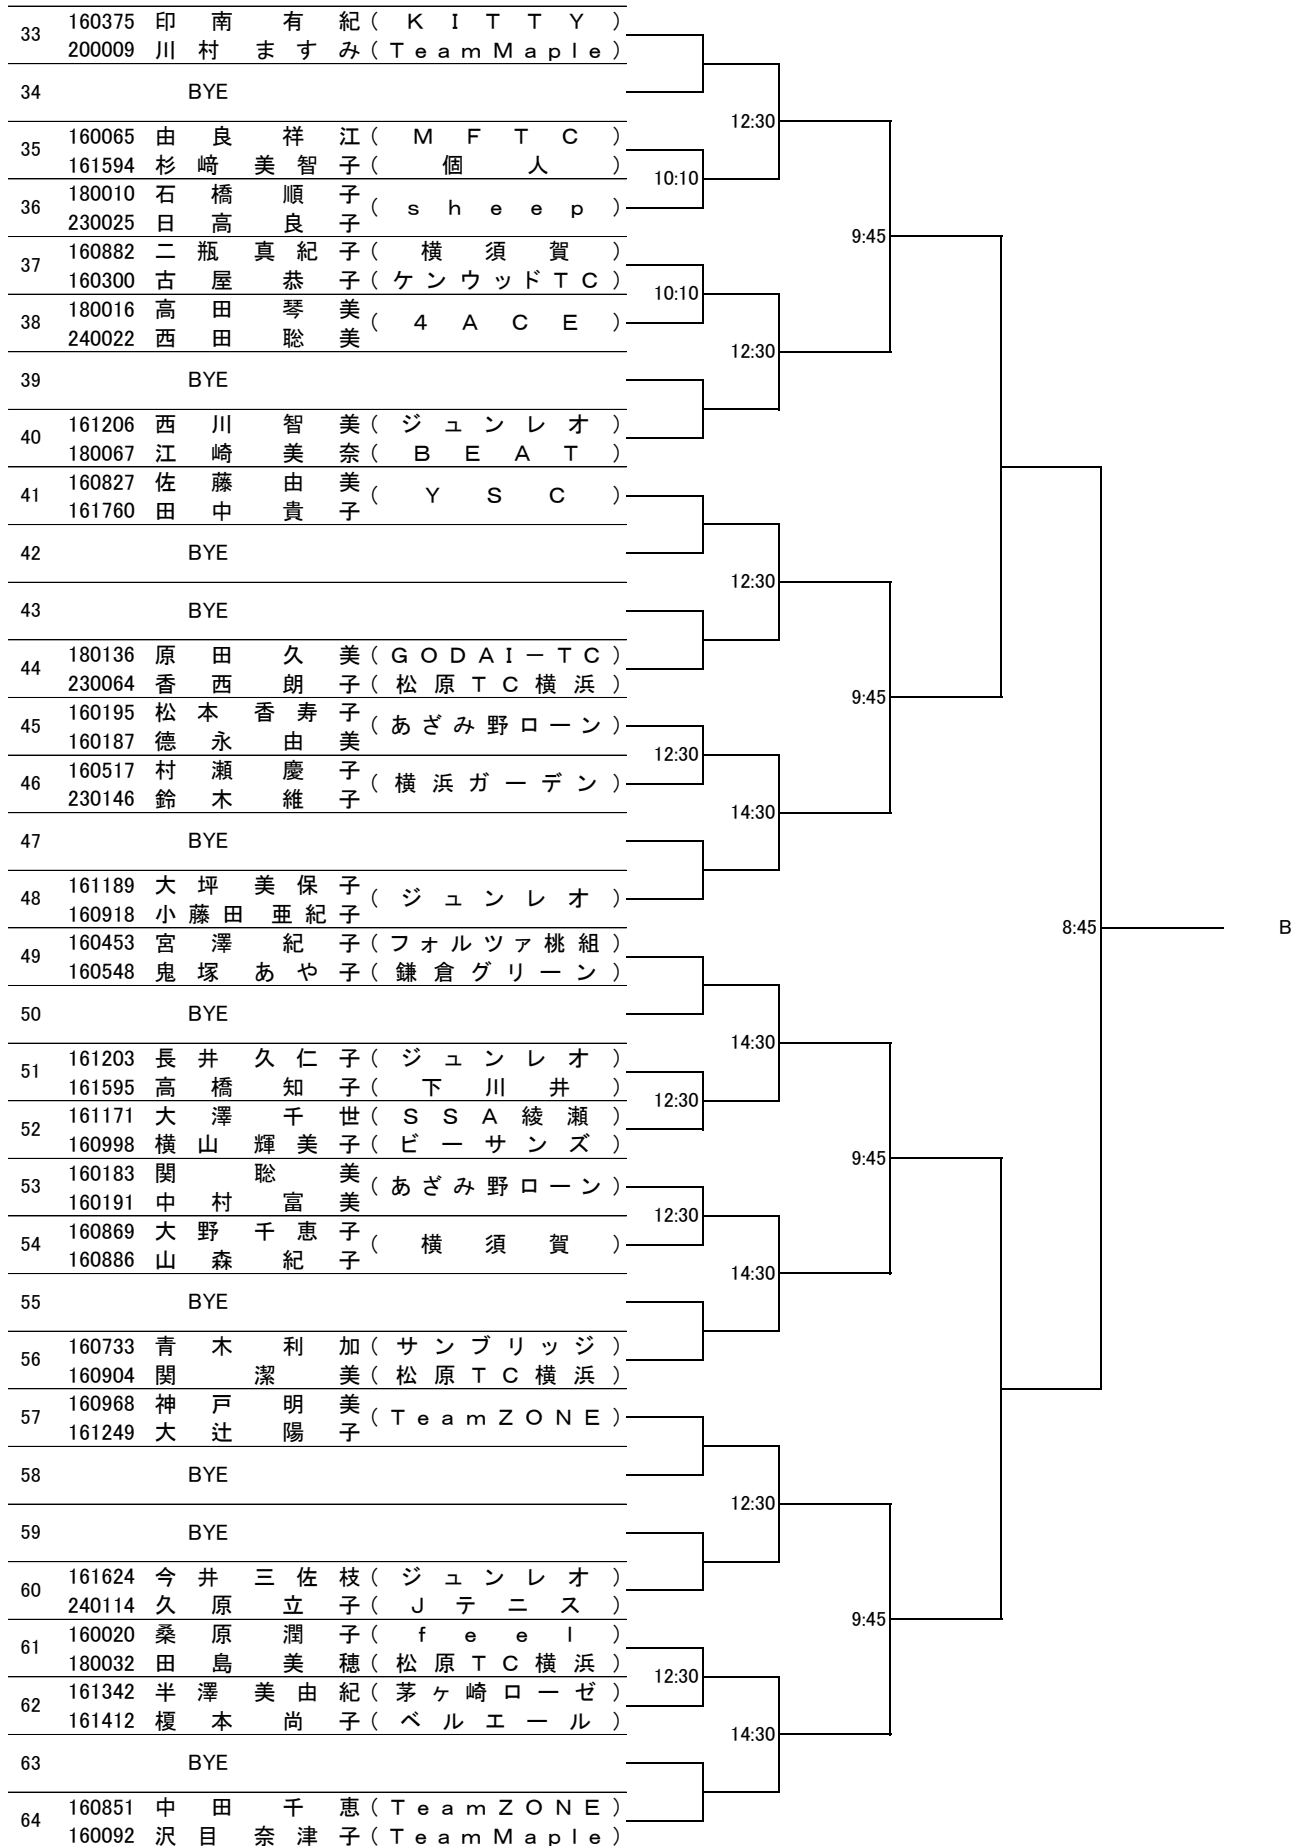 33 160375 印南有紀(KITTY)
200009 川村ますみ(TeamMaple)
34 BYE
12:30
35 160065 由良祥江(MFTC)
161594 杉﨑美智子(個人)
10:10
36 180010 石橋順子(sheep)
230025 日高良子
9:45
37 160882 二瓶真紀子(横須賀)
160300 古屋恭子(ケンウッドTC)
10:10
38 180016 高田琴美(4ACE)
240022 西田聡美
12:30
39 BYE
40 161206 西川智美(ジュンレオ)
180067 江崎美奈(BEAT)
41 160827 佐藤由美(YSC)
161760 田中貴子
42 BYE
12:30
43 BYE
44 180136 原田久美(GODAI-TC)
230064 香西朗子(松原TC横浜)
9:45
45 160195 松本香寿子(あざみ野ローン)
160187 德永由美
12:30
46 160517 村瀬慶子(横浜ガーデン)
230146 鈴木維子
14:30
47 BYE
48 161189 大坪美保子(ジュンレオ)
160918 小藤田亜紀子
8:45 B
49 160453 宮澤紀子(フォルツァ桃組)
160548 鬼塚あや子(鎌倉グリーン)
50 BYE
14:30
51 161203 長井久仁子(ジュンレオ)
161595 高橋知子(下川井)
12:30
52 161171 大澤千世(SSA綾瀬)
160998 横山輝美子(ビーサンズ)
9:45
53 160183 関聡美(あざみ野ローン)
160191 中村富美
12:30
54 160869 大野千恵子(横須賀)
160886 山森紀子
14:30
55 BYE
56 160733 青木利加(サンブリッジ)
160904 関潔美(松原TC横浜)
57 160968 神戸明美(TeamZONE)
161249 大辻陽子
58 BYE
12:30
59 BYE
60 161624 今井三佐枝(ジュンレオ)
240114 久原立子(Jテニス)
9:45
61 160020 桑原潤子(feel)
180032 田島美穂(松原TC横浜)
12:30
62 161342 半澤美由紀(茅ヶ崎ローゼ)
161412 榎本尚子(ベルエール)
14:30
63 BYE
64 160851 中田千恵(TeamZONE)
160092 沢目奈津子(TeamMaple)